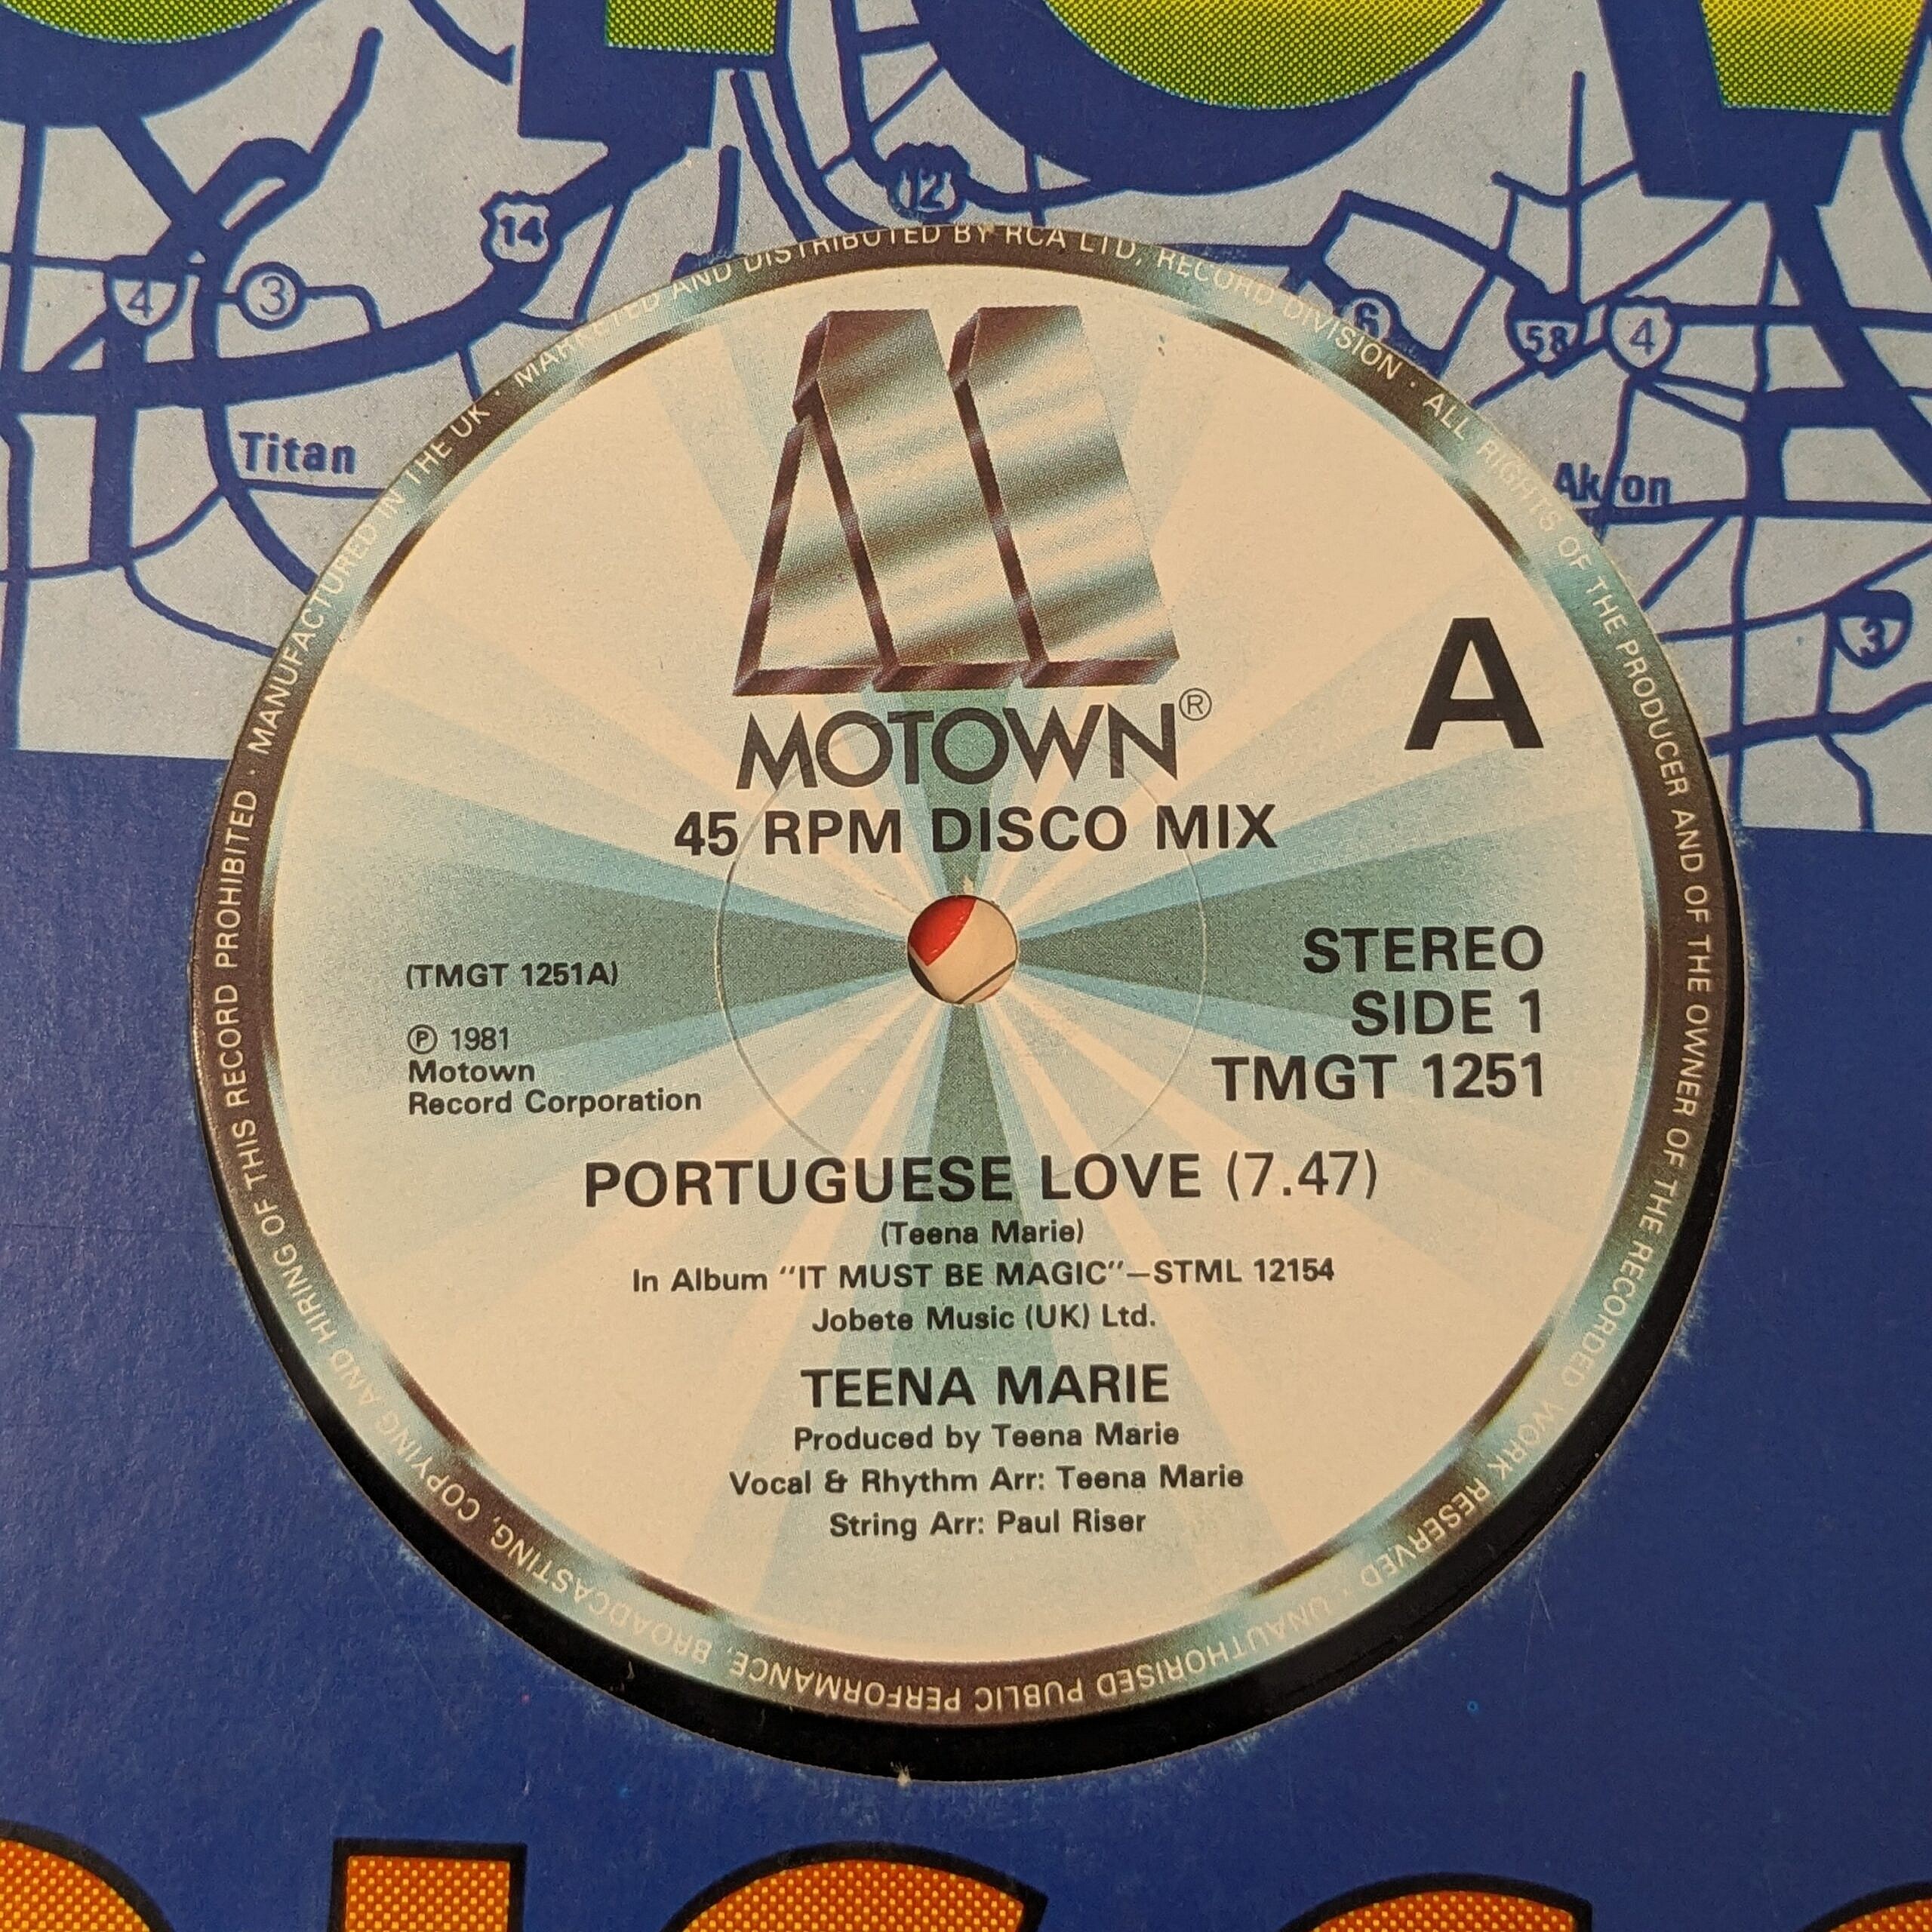 12
14
4
3
6
58
4
Titan
Akron
3
MANUFACTURED IN THE UK · MARKETED AND DISTRIBUTED BY RCA LTD, RECORD DIVISION · ALL RIGHTS OF THE PRODUCER AND OF THE OWNER OF THE RECORDED WORK RESERVED · UNAUTHORISED PUBLIC PERFORMANCE, BROADCASTING, COPYING AND HIRING OF THIS RECORD PROHIBITED ·
M
MOTOWN®
45 RPM DISCO MIX
A
(TMGT 1251A)
℗ 1981
Motown
Record Corporation
STEREO
SIDE 1
TMGT 1251
PORTUGUESE LOVE (7.47)
(Teena Marie)
In Album "IT MUST BE MAGIC"—STML 12154
Jobete Music (UK) Ltd.
TEENA MARIE
Produced by Teena Marie
Vocal & Rhythm Arr: Teena Marie
String Arr: Paul Riser